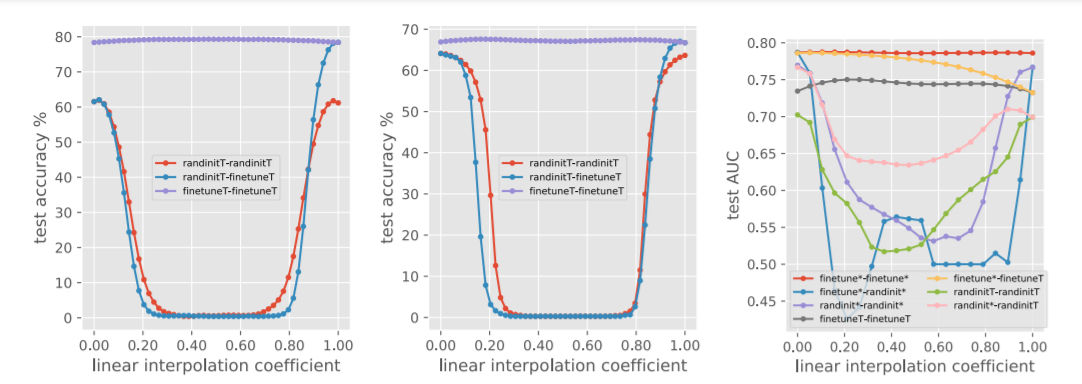 80
70
60
50
40
30
20
10
0
test accuracy %
randinitT-randinitT
randinitT-finetuneT
finetuneT-finetuneT
0.00 0.20 0.40 0.60 0.80 1.00
linear interpolation coefficient
70
60
50
40
30
20
10
0
test accuracy %
randinitT-randinitT
randinitT-finetuneT
finetuneT-finetuneT
0.00 0.20 0.40 0.60 0.80 1.00
linear interpolation coefficient
0.80
0.75
0.70
0.65
0.60
0.55
0.50
0.45
test AUC
finetune*-finetune*
finetune*-randinit*
randinit*-randinit*
finetuneT-finetuneT
finetune*-finetuneT
randinitT-randinitT
randinit*-randinitT
0.00 0.20 0.40 0.60 0.80 1.00
linear interpolation coefficient